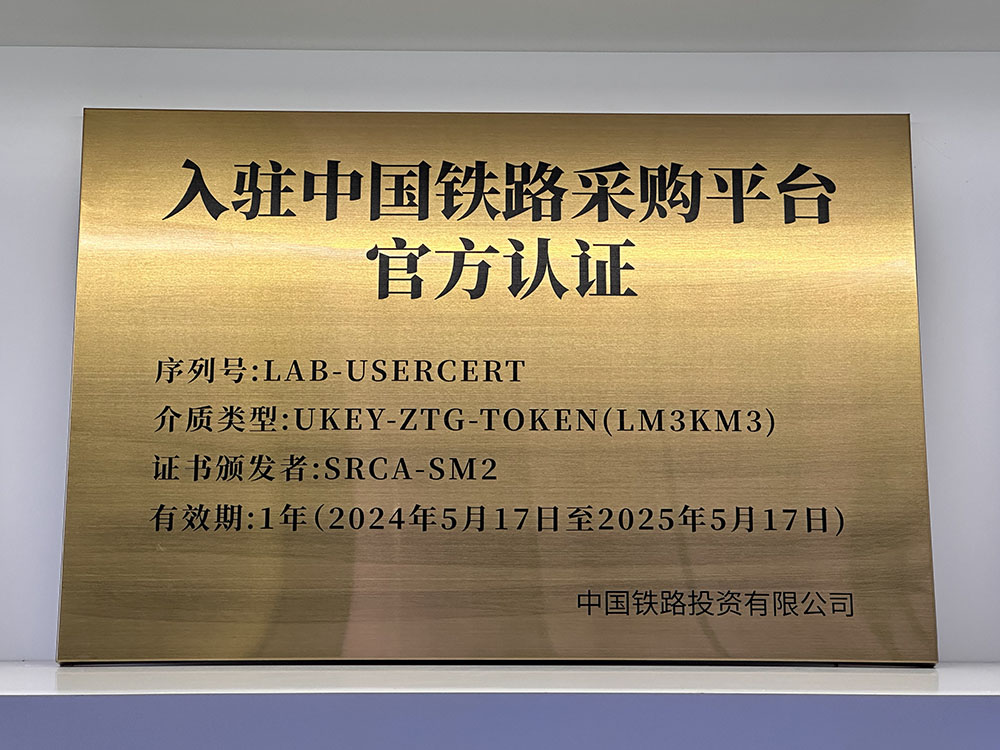 入驻中国铁路采购平台
官方认证
序列号:LAB-USERCERT
介质类型:UKEY-ZTG-TOKEN(LM3KM3)
证书颁发者:SRCA-SM2
有效期:1年(2024年5月17日至2025年5月17日)
中国铁路投资有限公司